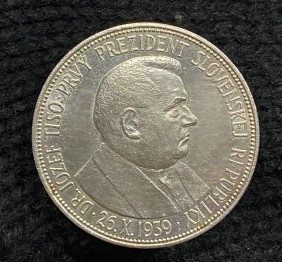 DR. JOZEF TISO. PRVÝ PREZIDENT SLOVENSKEJ REPUBLIKY
· 26.X.1939 ·